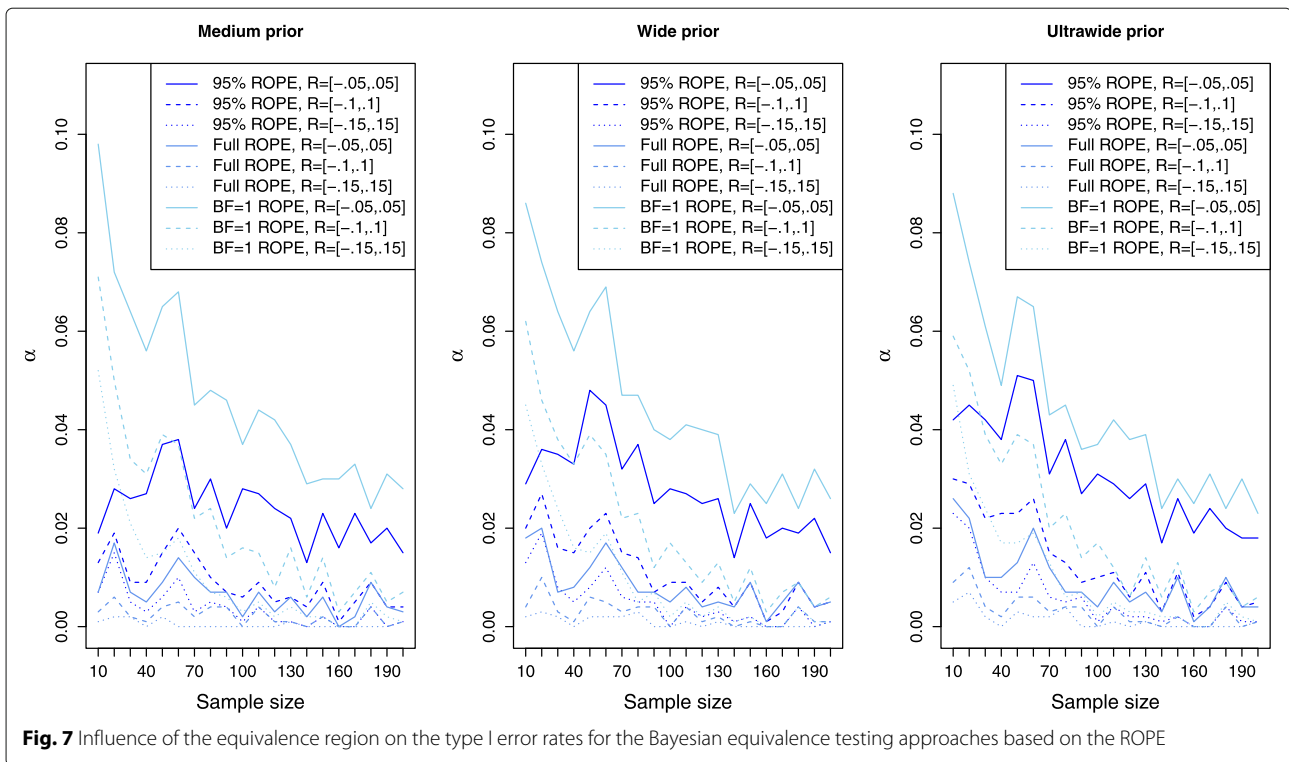 Medium prior
95% ROPE, R=[−.05,.05]
95% ROPE, R=[−.1,.1]
95% ROPE, R=[−.15,.15]
Full ROPE, R=[−.05,.05]
Full ROPE, R=[−.1,.1]
Full ROPE, R=[−.15,.15]
BF=1 ROPE, R=[−.05,.05]
BF=1 ROPE, R=[−.1,.1]
BF=1 ROPE, R=[−.15,.15]
0.10
0.08
0.06
0.04
0.02
0.00
α
10 40 70 100 130 160 190
Sample size
Wide prior
95% ROPE, R=[−.05,.05]
95% ROPE, R=[−.1,.1]
95% ROPE, R=[−.15,.15]
Full ROPE, R=[−.05,.05]
Full ROPE, R=[−.1,.1]
Full ROPE, R=[−.15,.15]
BF=1 ROPE, R=[−.05,.05]
BF=1 ROPE, R=[−.1,.1]
BF=1 ROPE, R=[−.15,.15]
0.10
0.08
0.06
0.04
0.02
0.00
α
10 40 70 100 130 160 190
Sample size
Ultrawide prior
95% ROPE, R=[−.05,.05]
95% ROPE, R=[−.1,.1]
95% ROPE, R=[−.15,.15]
Full ROPE, R=[−.05,.05]
Full ROPE, R=[−.1,.1]
Full ROPE, R=[−.15,.15]
BF=1 ROPE, R=[−.05,.05]
BF=1 ROPE, R=[−.1,.1]
BF=1 ROPE, R=[−.15,.15]
0.10
0.08
0.06
0.04
0.02
0.00
α
10 40 70 100 130 160 190
Sample size
Fig. 7 Influence of the equivalence region on the type I error rates for the Bayesian equivalence testing approaches based on the ROPE